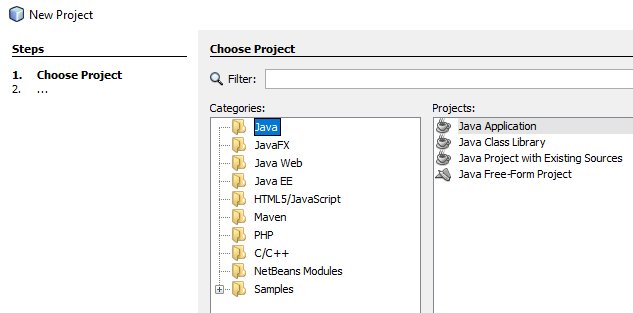 New Project
Steps
1. Choose Project
2. ...
Choose Project
Filter:
Categories:
Java
JavaFX
Java Web
Java EE
HTML5/JavaScript
Maven
PHP
C/C++
NetBeans Modules
Samples
Projects:
Java Application
Java Class Library
Java Project with Existing Sources
Java Free-Form Project